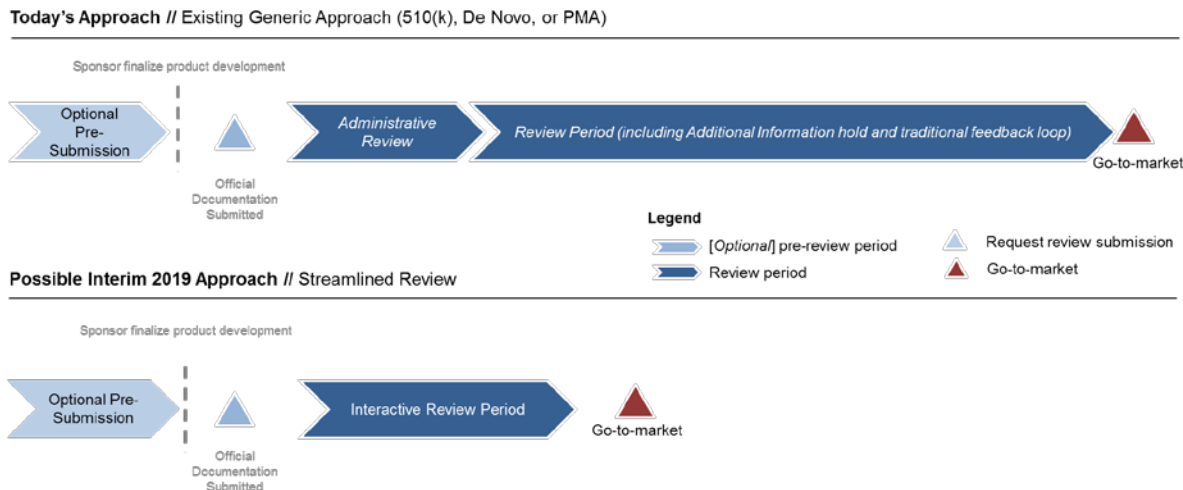 Today's Approach // Existing Generic Approach (510(k), De Novo, or PMA)
Sponsor finalize product development
Optional
Pre-
Submission
Official
Documentation
Submitted
Administrative
Review
Review Period (including Additional Information hold and traditional feedback loop)
Go-to-market
Legend
[Optional] pre-review period
Request review submission
Review period
Go-to-market
Possible Interim 2019 Approach // Streamlined Review
Sponsor finalize product development
Optional Pre-
Submission
Official
Documentation
Submitted
Interactive Review Period
Go-to-market